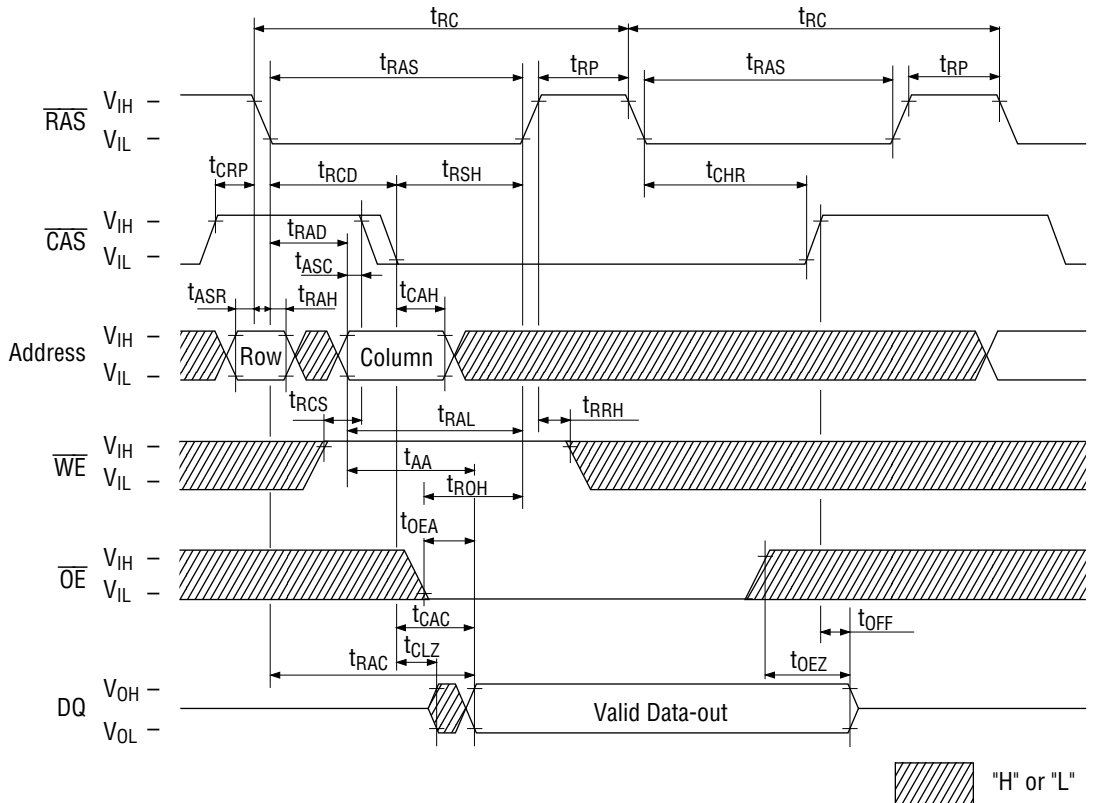 tRC tRC
tRAS tRP tRAS tRP
RAS VIH –
VIL –
tCRP tRCD tRSH tCHR
CAS VIH –
VIL –
tRAD
tASC
tASR tRAH tCAH
Address VIH –
VIL –
Row Column
tRCS tRAL tRRH
WE VIH –
VIL –
tAA
tROH
tOEA
OE VIH –
VIL –
tCAC tOFF
tCLZ
tRAC tOEZ
DQ VOH –
VOL –
Valid Data-out
"H" or "L"